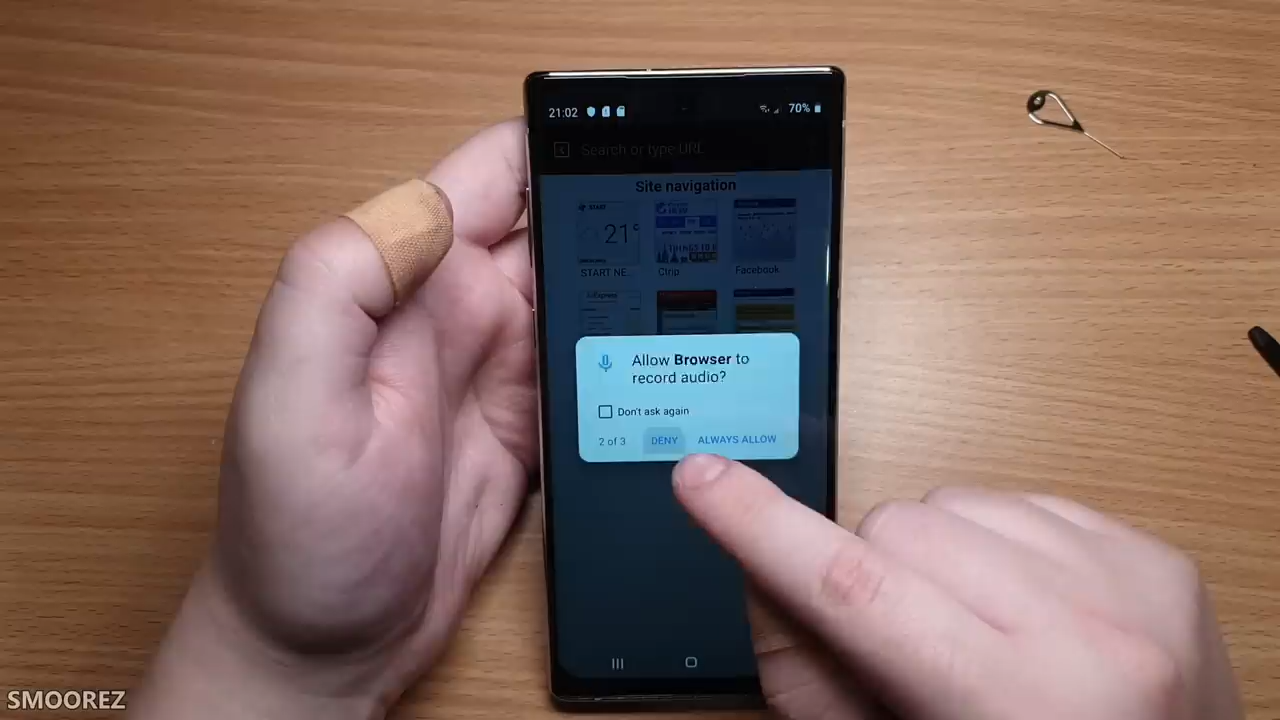 21:02
70%
Search or type URL
Site navigation
START
21°
START NE...
Ctrip
Facebook
Allow Browser to
record audio?
Don't ask again
2 of 3
DENY
ALWAYS ALLOW
SMOOREZ